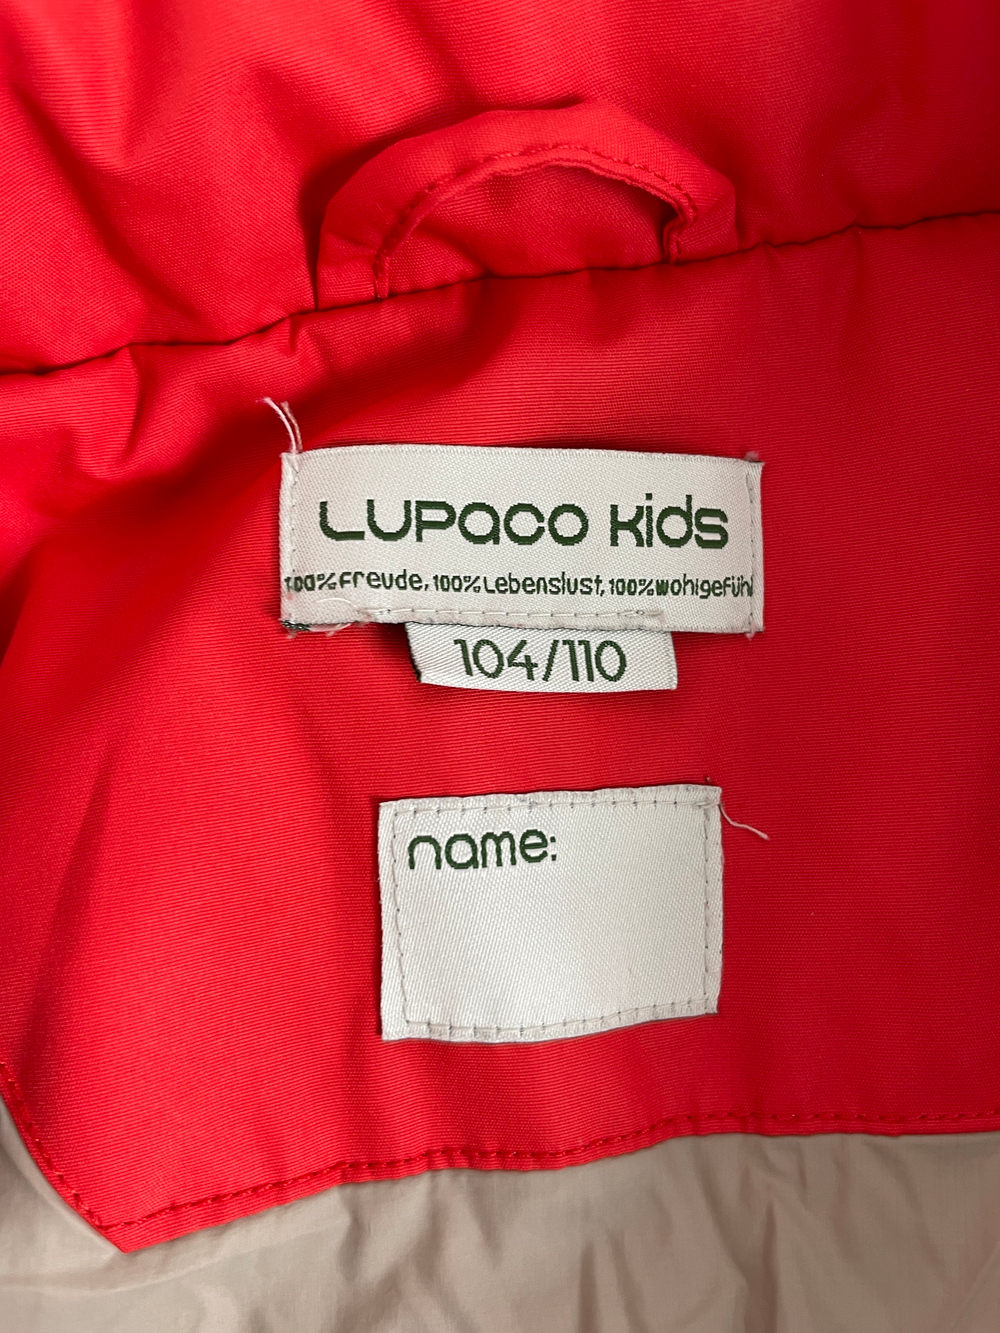 LUPACO Kids
100% Freude, 100% Lebenslust, 100% Wohlgefühl
104/110
name: